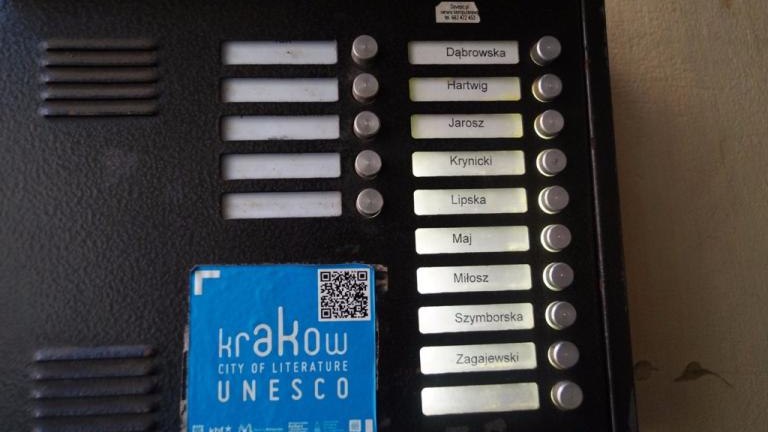 Dąbrowska
Hartwig
Jarosz
Krynicki
Lipska
Maj
Miłosz
Szymborska
Zagajewski
krakow
CITY OF LITERATURE
UNESCO